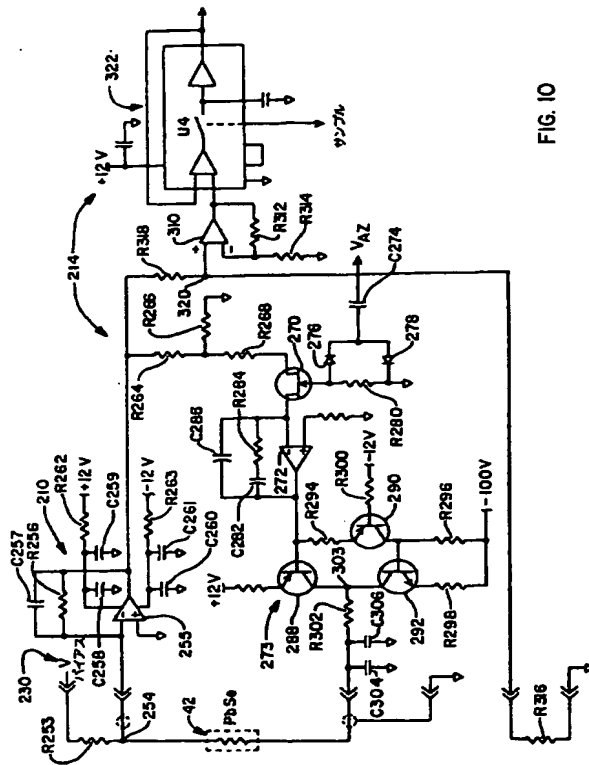 322
U4
+12V
サンプル
214
R318
310
+
-
320
R312
R314
R266
R264
R268
270
VAZ
C274
276
278
R280
C286
R284
C282
272
210
R262
+12V
C259
-12V
R263
C261
C260
C257
R256
C258
255
230
V
バイアス
R253
254
42
PbSe
+12V
273
288
R294
R300
-12V
290
303
R302
292
R296
R298
-100V
C306
C304
R316
FIG. 10